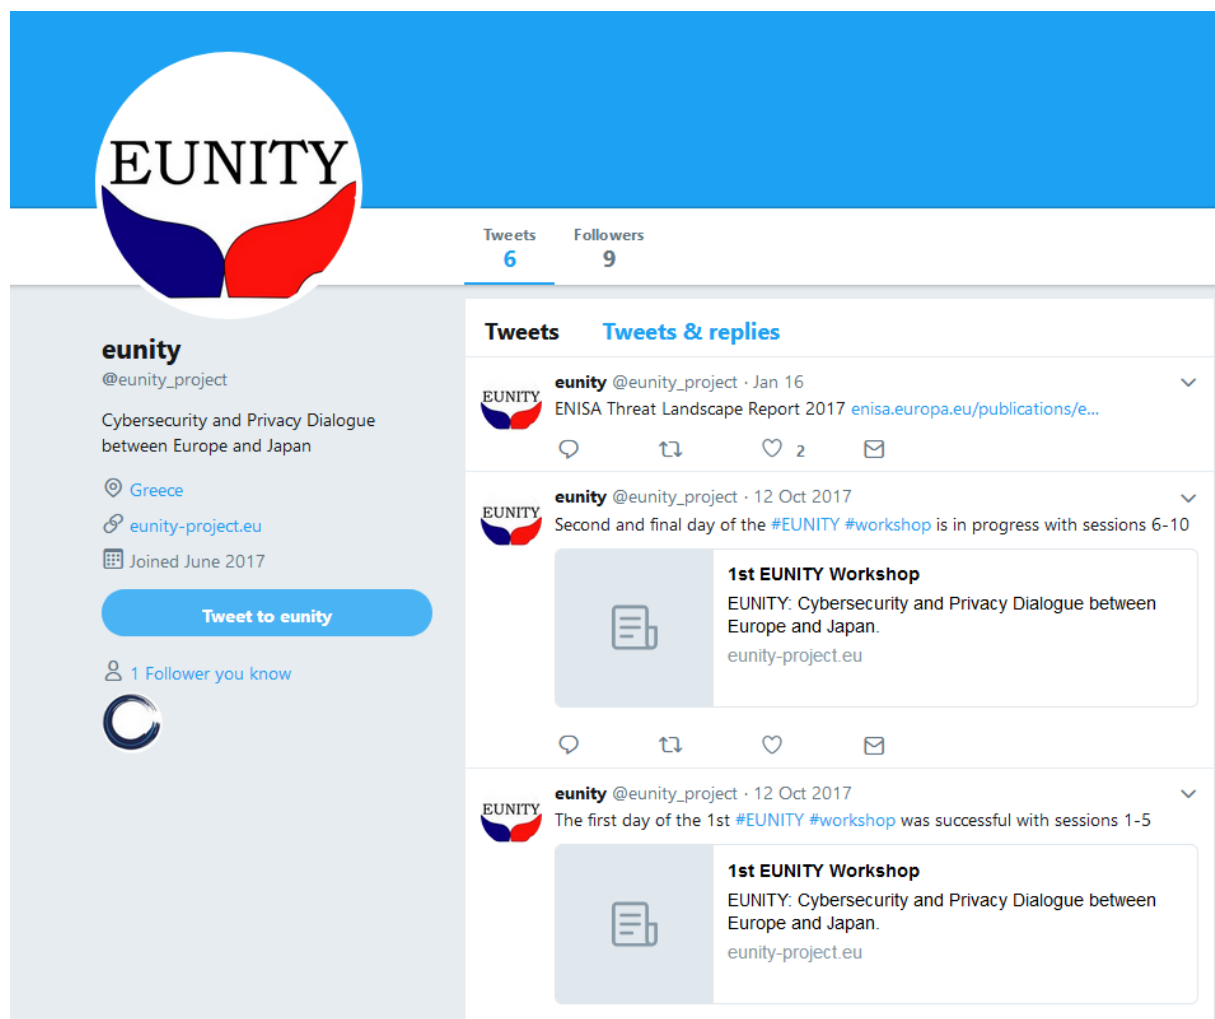 EUNITY
Tweets
6
Followers
9
eunity
@eunity_project
Cybersecurity and Privacy Dialogue
between Europe and Japan
Greece
eunity-project.eu
Joined June 2017
Tweet to eunity
1 Follower you know
Tweets Tweets & replies
EUNITY
eunity @eunity_project · Jan 16
ENISA Threat Landscape Report 2017 enisa.europa.eu/publications/e...
2
EUNITY
eunity @eunity_project · 12 Oct 2017
Second and final day of the #EUNITY #workshop is in progress with sessions 6-10
1st EUNITY Workshop
EUNITY: Cybersecurity and Privacy Dialogue between
Europe and Japan.
eunity-project.eu
EUNITY
eunity @eunity_project · 12 Oct 2017
The first day of the 1st #EUNITY #workshop was successful with sessions 1-5
1st EUNITY Workshop
EUNITY: Cybersecurity and Privacy Dialogue between
Europe and Japan.
eunity-project.eu